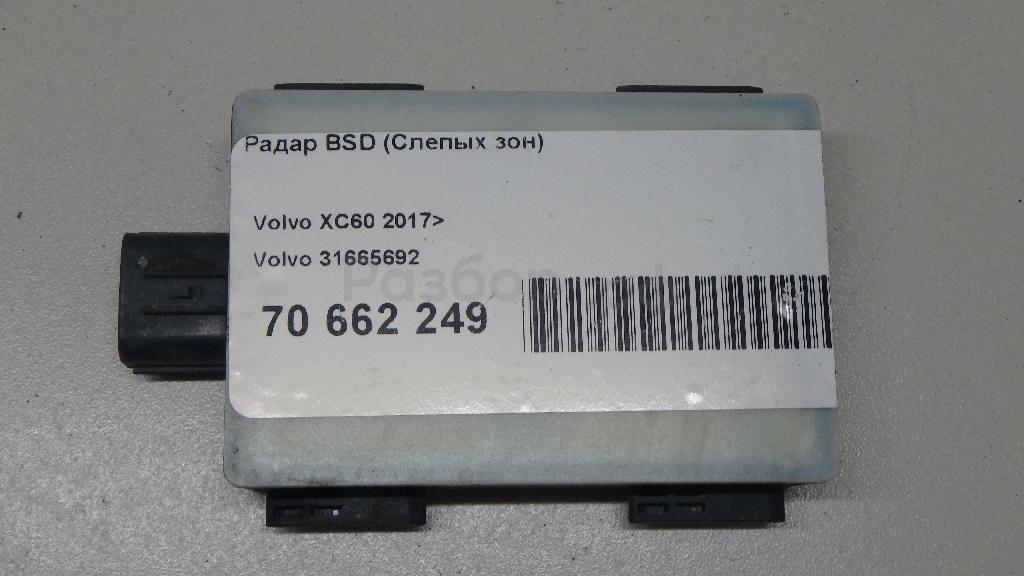 Радар BSD (Слепых зон)
Volvo XC60 2017>
Volvo 31665692
70 662 249